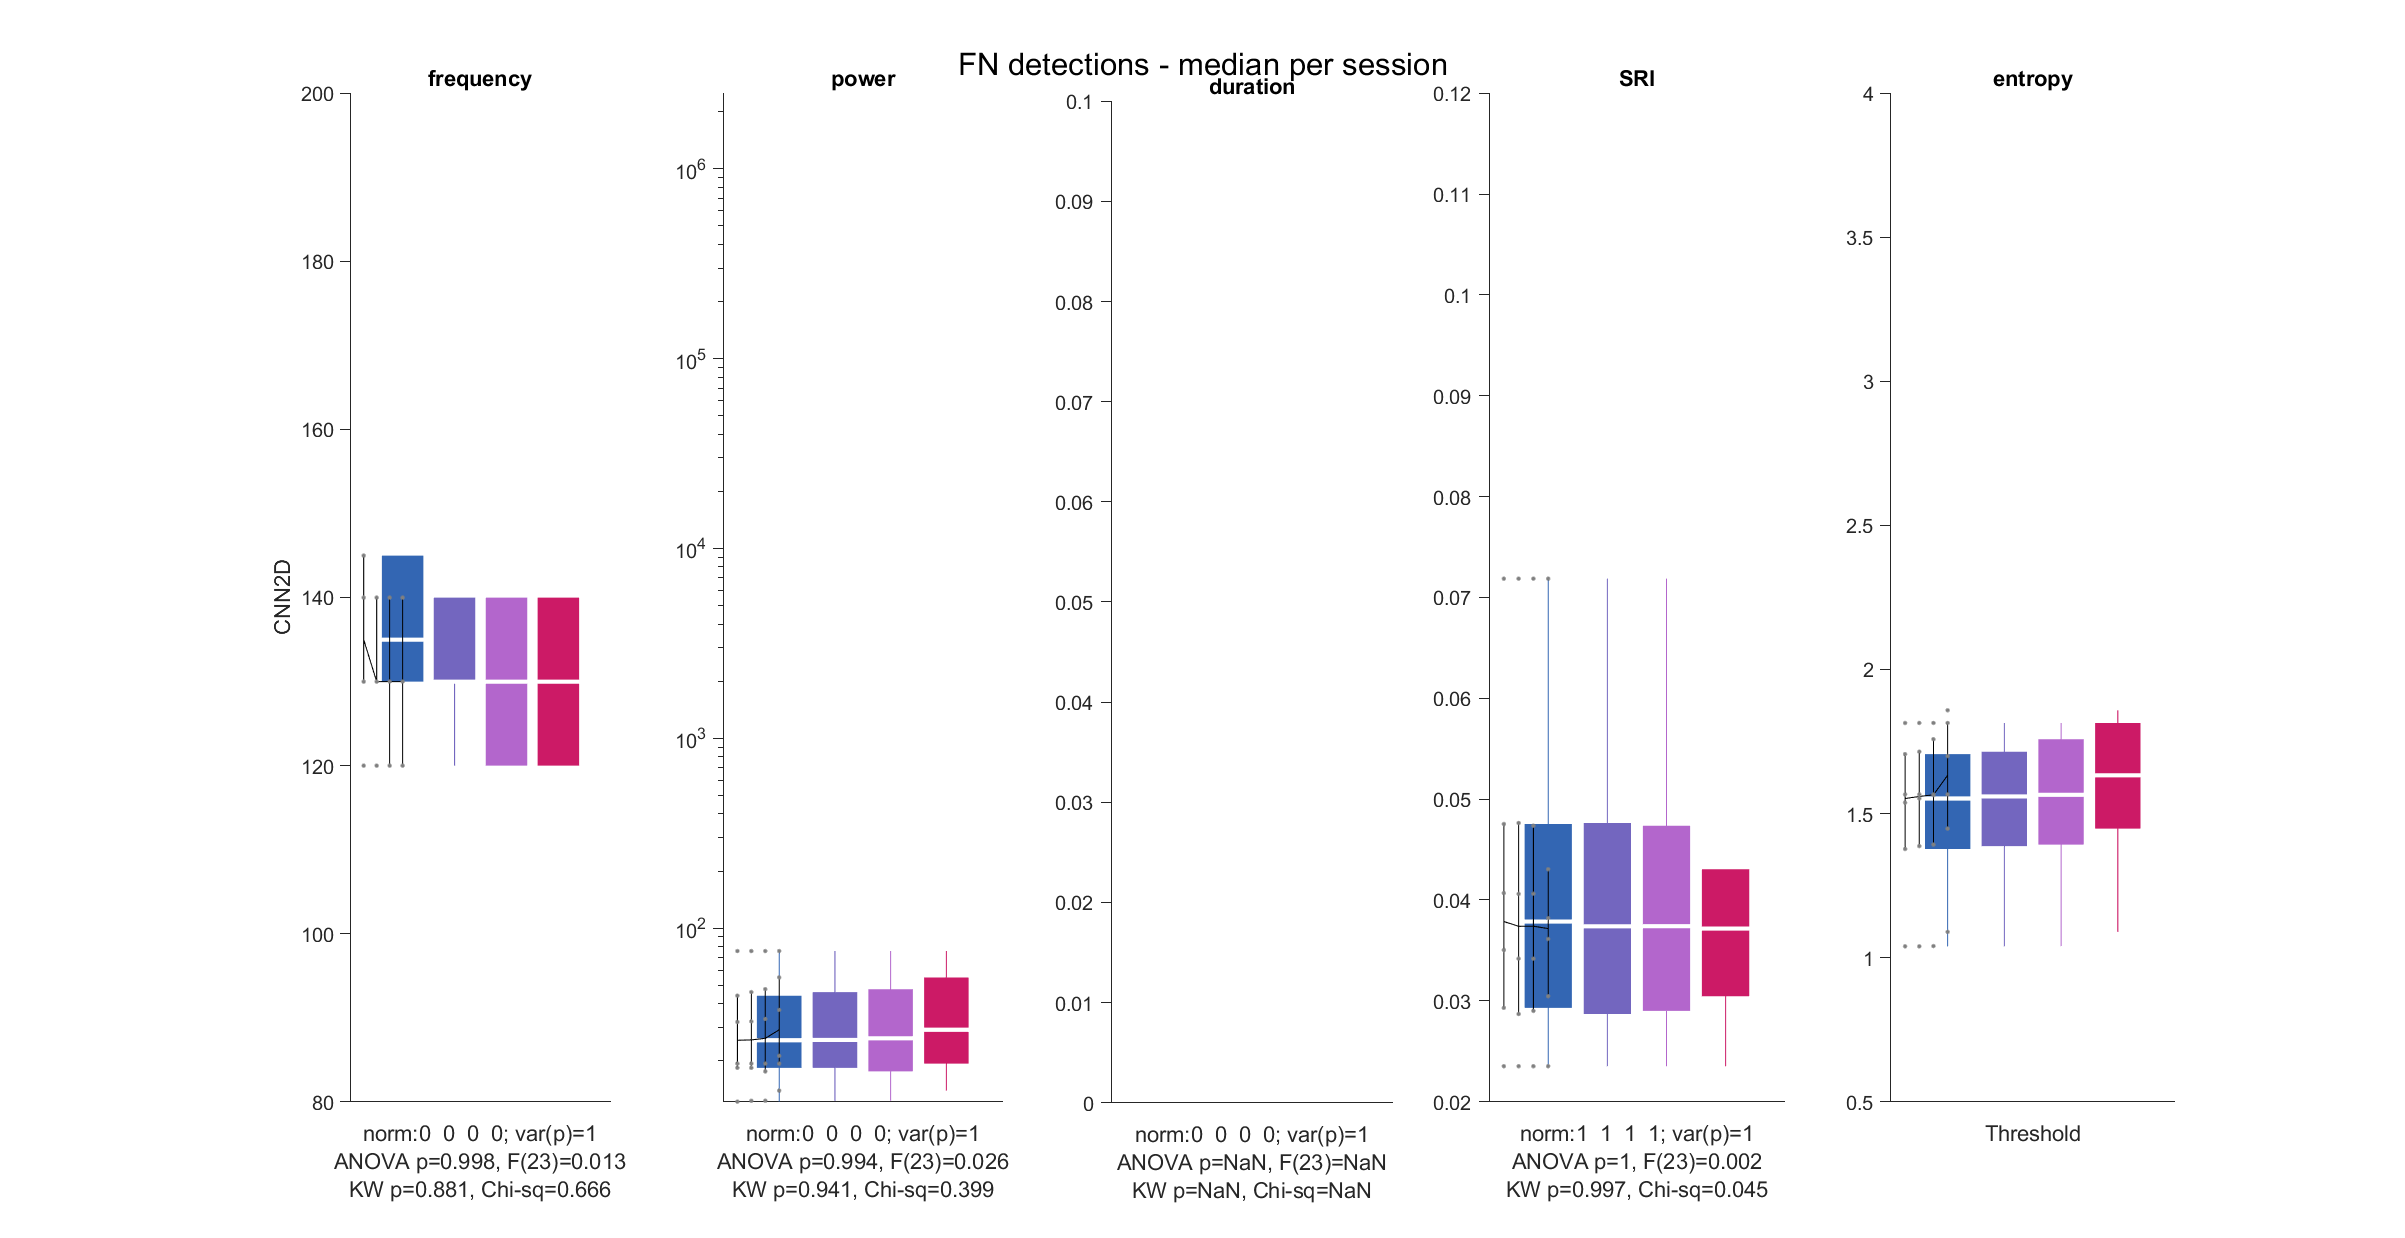 FN detections - median per session
frequency
200
180
160
140
120
100
80
CNN2D
norm:0 0 0 0; var(p)=1
ANOVA p=0.998, F(23)=0.013
KW p=0.881, Chi-sq=0.666
power
10^6
10^5
10^4
10^3
10^2
norm:0 0 0 0; var(p)=1
ANOVA p=0.994, F(23)=0.026
KW p=0.941, Chi-sq=0.399
duration
0.1
0.09
0.08
0.07
0.06
0.05
0.04
0.03
0.02
0.01
0
norm:0 0 0 0; var(p)=1
ANOVA p=NaN, F(23)=NaN
KW p=NaN, Chi-sq=NaN
SRI
0.12
0.11
0.1
0.09
0.08
0.07
0.06
0.05
0.04
0.03
0.02
norm:1 1 1 1; var(p)=1
ANOVA p=1, F(23)=0.002
KW p=0.997, Chi-sq=0.045
entropy
4
3.5
3
2.5
2
1.5
1
0.5
Threshold